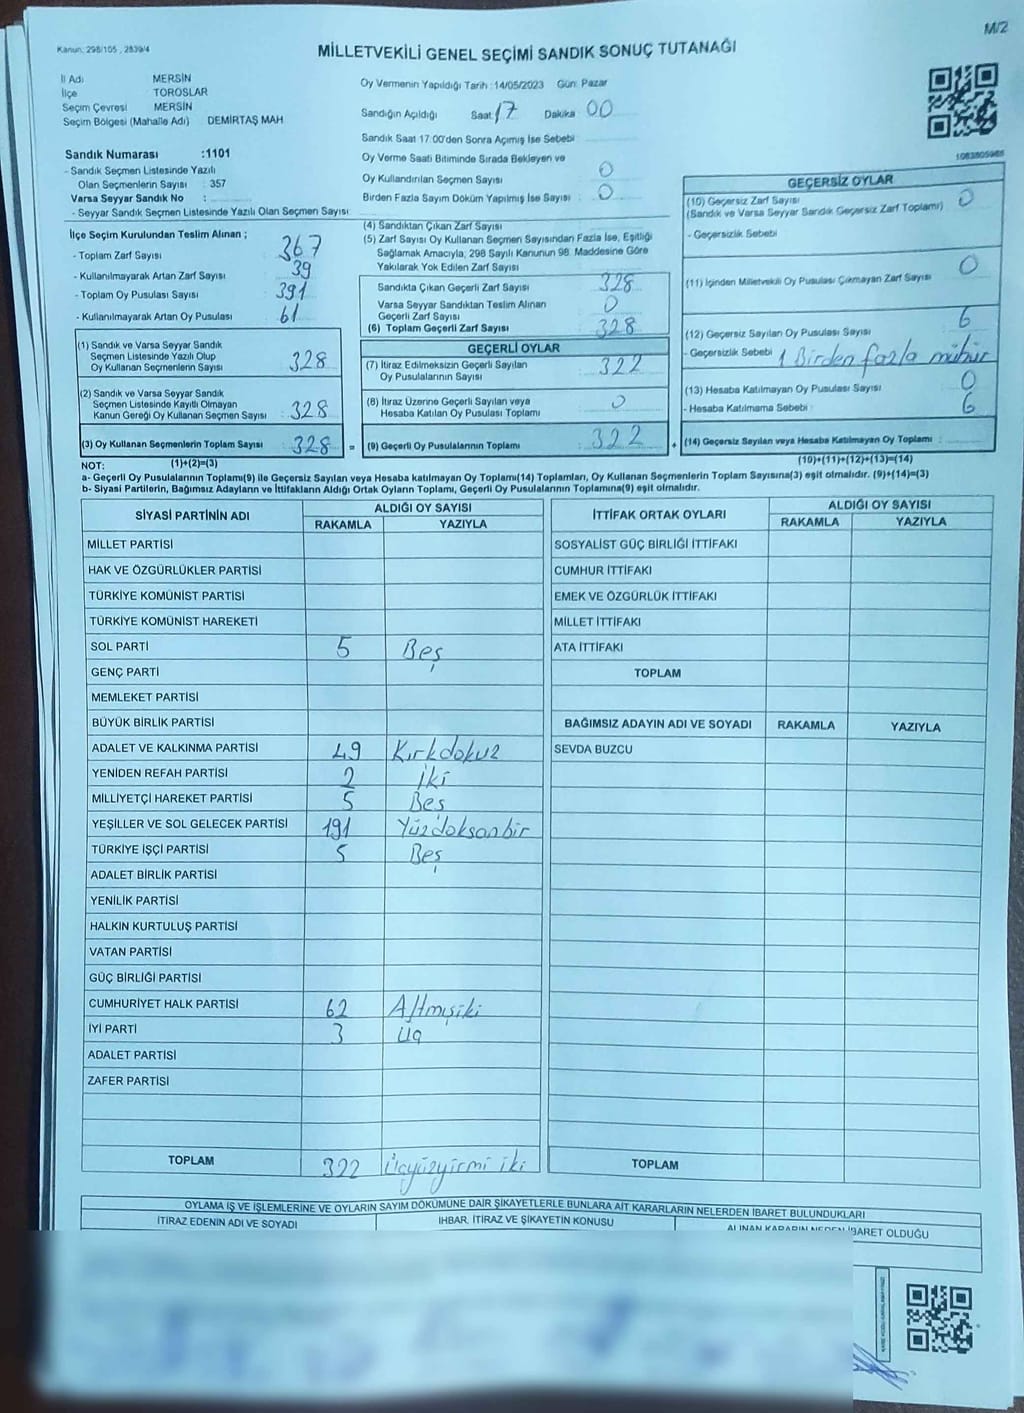 M/2
Kanun: 298/105 , 2839/4
MİLLETVEKİLİ GENEL SEÇİMİ SANDIK SONUÇ TUTANAĞI
İl Adı MERSİN
İlçe TOROSLAR
Seçim Çevresi MERSİN
Seçim Bölgesi (Mahalle Adı) DEMİRTAŞ MAH
Oy Vermenin Yapıldığı Tarih :14/05/2023 Gün: Pazar
Sandığın Açıldığı Saat 17 Dakika 00
Sandık Saat 17:00'den Sonra Açımış İse Sebebi
Oy Verme Saati Bitiminde Sırada Bekleyen ve
Oy Kullandırılan Seçmen Sayısı : 0
Birden Fazla Sayım Döküm Yapılmış İse Sayısı : 0
1083805965
Sandık Numarası :1101
- Sandık Seçmen Listesinde Yazılı
Olan Seçmenlerin Sayısı : 357
Varsa Seyyar Sandık No :
- Seyyar Sandık Seçmen Listesinde Yazılı Olan Seçmen Sayısı
İlçe Seçim Kurulundan Teslim Alınan ;
- Toplam Zarf Sayısı : 367
- Kullanılmayarak Artan Zarf Sayısı : 39
- Toplam Oy Pusulası Sayısı : 391
- Kullanılmayarak Artan Oy Pusulası : 61
(1) Sandık ve Varsa Seyyar Sandık
Seçmen Listesinde Yazılı Olup
Oy Kullanan Seçmenlerin Sayısı : 328
(2) Sandık ve Varsa Seyyar Sandık
Seçmen Listesinde Kayıtlı Olmayan
Kanun Gereği Oy Kullanan Seçmen Sayısı : 328
(3) Oy Kullanan Seçmenlerin Toplam Sayısı : 328 =
(1)+(2)=(3)
(4) Sandıktan Çıkan Zarf Sayısı
(5) Zarf Sayısı Oy Kullanan Seçmen Sayısından Fazla İse, Eşitliği
Sağlamak Amacıyla, 298 Sayılı Kanunun 98. Maddesine Göre
Yakılarak Yok Edilen Zarf Sayısı
Sandıkta Çıkan Geçerli Zarf Sayısı : 328
Varsa Seyyar Sandıktan Teslim Alınan
Geçerli Zarf Sayısı : 0
(6) Toplam Geçerli Zarf Sayısı : 328
GEÇERLİ OYLAR
(7) İtiraz Edilmeksizin Geçerli Sayılan
Oy Pusulalarının Sayısı : 322
(8) İtiraz Üzerine Geçerli Sayılan veya
Hesaba Katılan Oy Pusulası Toplamı : 0
(9) Geçerli Oy Pusulalarının Toplamı : 322 +
GEÇERSİZ OYLAR
(10) Geçersiz Zarf Sayısı : 0
(Sandık ve Varsa Seyyar Sandık Geçersiz Zarf Toplamı)
- Geçersizlik Sebebi
(11) İçinden Milletvekili Oy Pusulası Çıkmayan Zarf Sayısı : 0
(12) Geçersiz Sayılan Oy Pusulası Sayısı : 6
- Geçersizlik Sebebi : 1 Birden fazla mühür
(13) Hesaba Katılmayan Oy Pusulası Sayısı : 0
- Hesaba Katılmama Sebebi : 6
(14) Geçersiz Sayılan veya Hesaba Katılmayan Oy Toplamı :
(10)+(11)+(12)+(13)=(14)
NOT:
a- Geçerli Oy Pusulalarının Toplamı(9) ile Geçersiz Sayılan veya Hesaba katılmayan Oy Toplamı(14) Toplamları, Oy Kullanan Seçmenlerin Toplam Sayısına(3) eşit olmalıdır. (9)+(14)=(3)
b- Siyasi Partilerin, Bağımsız Adayların ve İttifakların Aldığı Ortak Oyların Toplamı, Geçerli Oy Pusulalarının Toplamına(9) eşit olmalıdır.
SİYASİ PARTİNİN ADI ALDIĞI OY SAYISI
RAKAMLA YAZIYLA
MİLLET PARTİSİ
HAK VE ÖZGÜRLÜKLER PARTİSİ
TÜRKİYE KOMÜNİST PARTİSİ
TÜRKİYE KOMÜNİST HAREKETİ
SOL PARTİ 5 Beş
GENÇ PARTİ
MEMLEKET PARTİSİ
BÜYÜK BİRLİK PARTİSİ
ADALET VE KALKINMA PARTİSİ 49 Kırkdokuz
YENİDEN REFAH PARTİSİ 2 İki
MİLLİYETÇİ HAREKET PARTİSİ 5 Bes
YEŞİLLER VE SOL GELECEK PARTİSİ 191 Yüzdoksanbir
TÜRKİYE İŞÇİ PARTİSİ 5 Beş
ADALET BİRLİK PARTİSİ
YENİLİK PARTİSİ
HALKIN KURTULUŞ PARTİSİ
VATAN PARTİSİ
GÜÇ BİRLİĞİ PARTİSİ
CUMHURİYET HALK PARTİSİ 62 Altmışiki
İYİ PARTİ 3 Üç
ADALET PARTİSİ
ZAFER PARTİSİ
TOPLAM 322 Üçyüzyirmi iki
İTTİFAK ORTAK OYLARI ALDIĞI OY SAYISI
RAKAMLA YAZIYLA
SOSYALİST GÜÇ BİRLİĞİ İTTİFAKI
CUMHUR İTTİFAKI
EMEK VE ÖZGÜRLÜK İTTİFAKI
MİLLET İTTİFAKI
ATA İTTİFAKI
TOPLAM
BAĞIMSIZ ADAYIN ADI VE SOYADI RAKAMLA YAZIYLA
SEVDA BUZCU
TOPLAM
OYLAMA İŞ VE İŞLEMLERİNE VE OYLARIN SAYIM DÖKÜMÜNE DAİR ŞİKAYETLERLE BUNLARA AİT KARARLARIN NELERDEN İBARET BULUNDUKLARI
İTİRAZ EDENİN ADI VE SOYADI İHBAR, İTİRAZ VE ŞİKAYETİN KONUSU ALINAN KARARIN NEDEN İBARET OLDUĞU